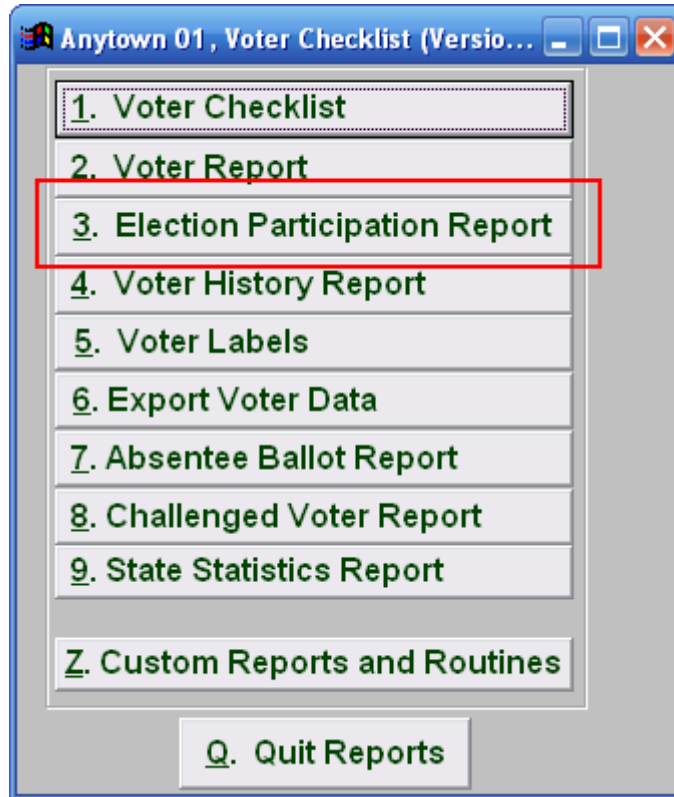 Anytown 01, Voter Checklist (Versio...
1. Voter Checklist
2. Voter Report
3. Election Participation Report
4. Voter History Report
5. Voter Labels
6. Export Voter Data
7. Absentee Ballot Report
8. Challenged Voter Report
9. State Statistics Report
Z. Custom Reports and Routines
Q. Quit Reports